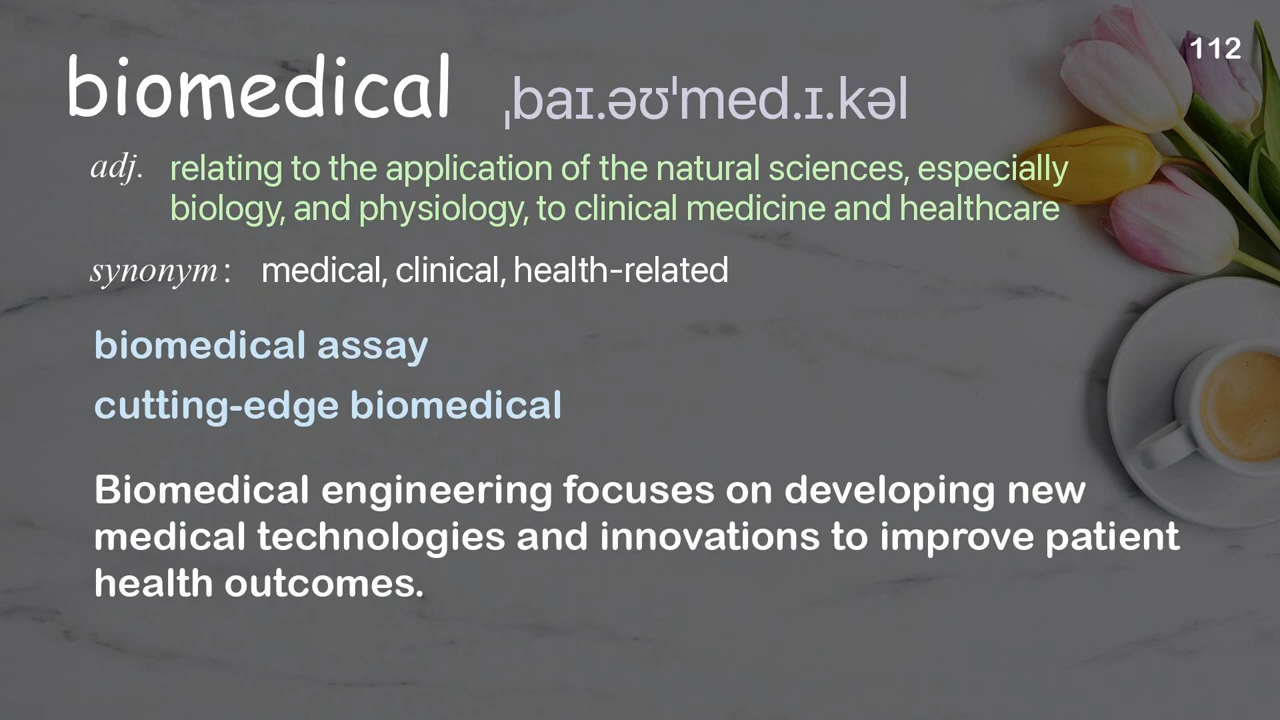 112
biomedical ˌbaɪ.əʊˈmed.ɪ.kəl
adj. relating to the application of the natural sciences, especially
biology, and physiology, to clinical medicine and healthcare
synonym: medical, clinical, health-related
biomedical assay
cutting-edge biomedical
Biomedical engineering focuses on developing new
medical technologies and innovations to improve patient
health outcomes.